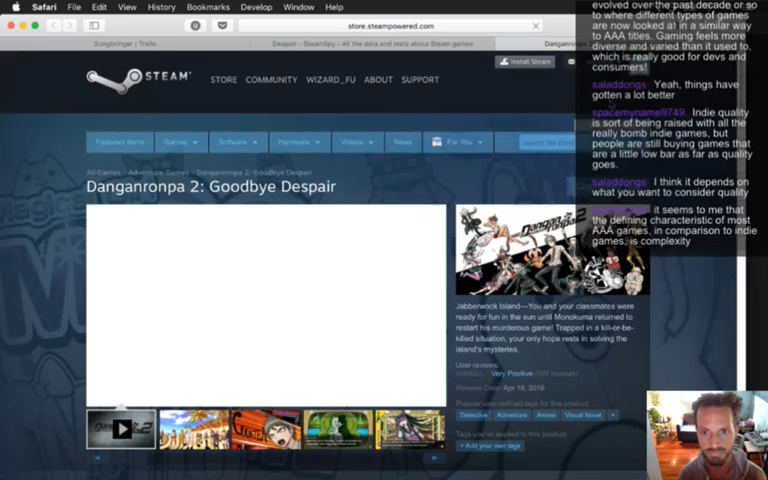 Safari File Edit View History Bookmarks Develop Window Help
store.steampowered.com
Songbringer | Trello
Despair - SteamSpy - All the data and stats about Steam games
Danganronpa
Install Steam
STEAM
STORE COMMUNITY WIZARD_FU ABOUT SUPPORT
Featured Items Games Software Hardware Videos News For You search the
All Games › Adventure Games › Danganronpa 2: Goodbye Despair
Danganronpa 2: Goodbye Despair
Jabberwock Island—You and your classmates were
ready for fun in the sun until Monokuma returned to
restart his murderous game! Trapped in a kill-or-be-
killed situation, your only hope rests in solving the
island's mysteries.
User reviews:
Very Positive
Release Date: Apr 18, 2016
Popular user-defined tags for this product:
Detective Adventure Anime Visual Novel +
Tags you've applied to this product:
+ Add your own tags
evolved over the past decade or so
to where different types of games
are now looked at in a similar way
to AAA titles. Gaming feels more
diverse and varied than it used to,
which is really good for devs and
consumers!
saladdongs Yeah, things have
gotten a lot better
spacemyname9749 Indie quality
is sort of being raised with all the
really bomb indie games, but
people are still buying games that
are a little low bar as far as quality
goes.
saladdongs I think it depends on
what you want to consider quality
it seems to me that
the defining characteristic of most
AAA games, in comparison to indie
games, is complexity